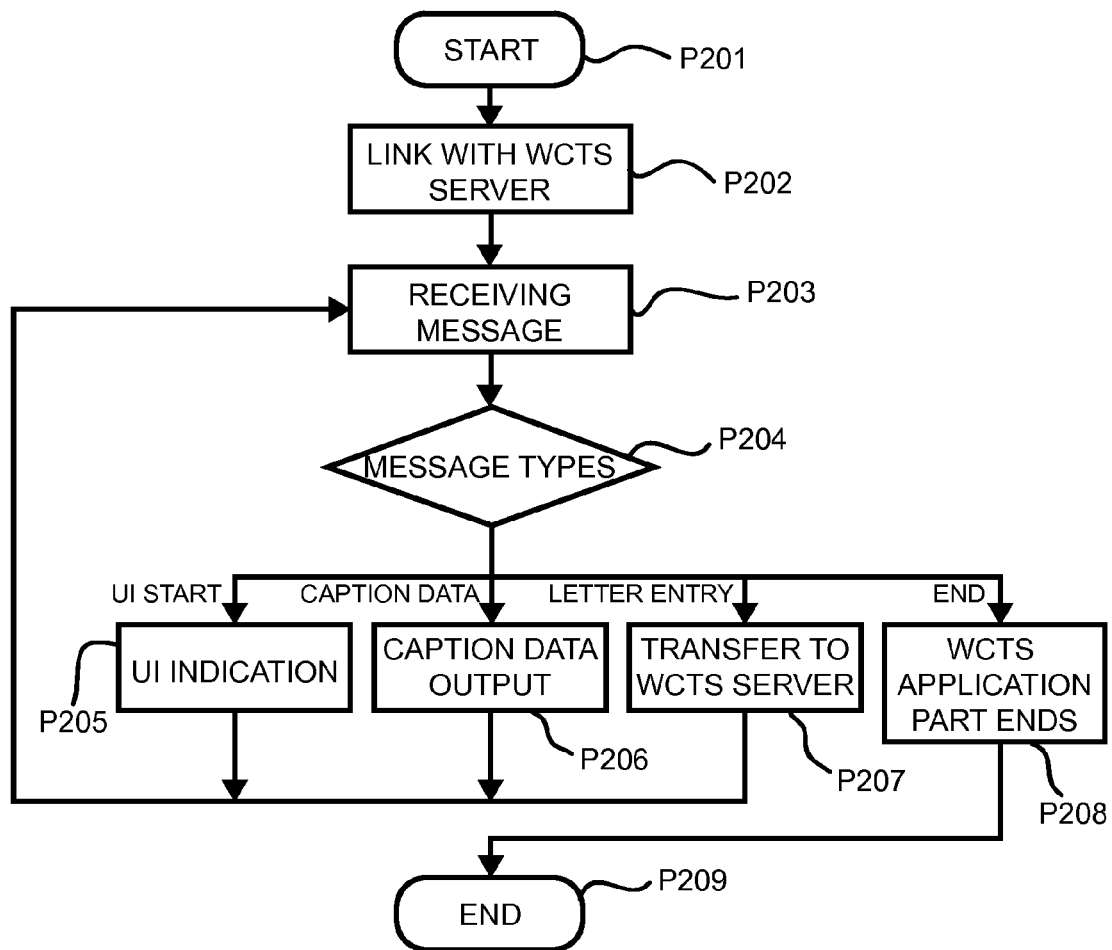 START
P201
LINK WITH WCTS
SERVER
P202
RECEIVING
MESSAGE
P203
MESSAGE TYPES
P204
UI START
CAPTION DATA
LETTER ENTRY
END
UI INDICATION
P205
CAPTION DATA
OUTPUT
P206
TRANSFER TO
WCTS SERVER
P207
WCTS
APPLICATION
PART ENDS
P208
END
P209